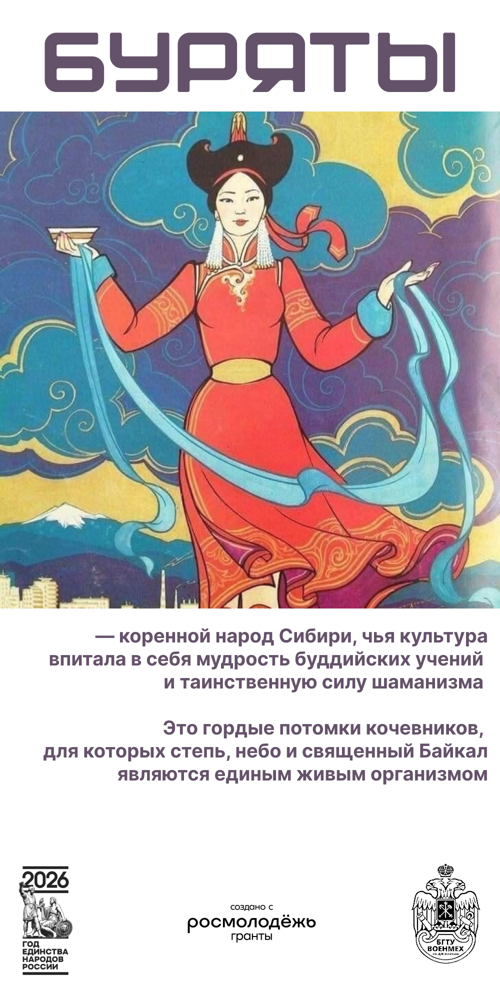 БУРЯТЫ
— коренной народ Сибири, чья культура
впитала в себя мудрость буддийских учений
и таинственную силу шаманизма
Это гордые потомки кочевников,
для которых степь, небо и священный Байкал
являются единым живым организмом
2026
ГОД
ЕДИНСТВА
НАРОДОВ
РОССИИ
создано с
росмолодёжь
гранты
БГТУ
ВОЕНМЕХ
им. Д.Ф. Устинова